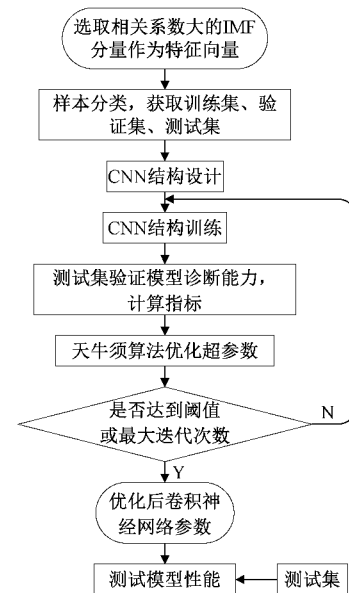 选取相关系数大的IMF
分量作为特征向量
样本分类，获取训练集、验
证集、测试集
CNN结构设计
CNN结构训练
测试集验证模型诊断能力，
计算指标
天牛须算法优化超参数
是否达到阈值
或最大迭代次数
N
Y
优化后卷积神
经网络参数
测试模型性能
测试集